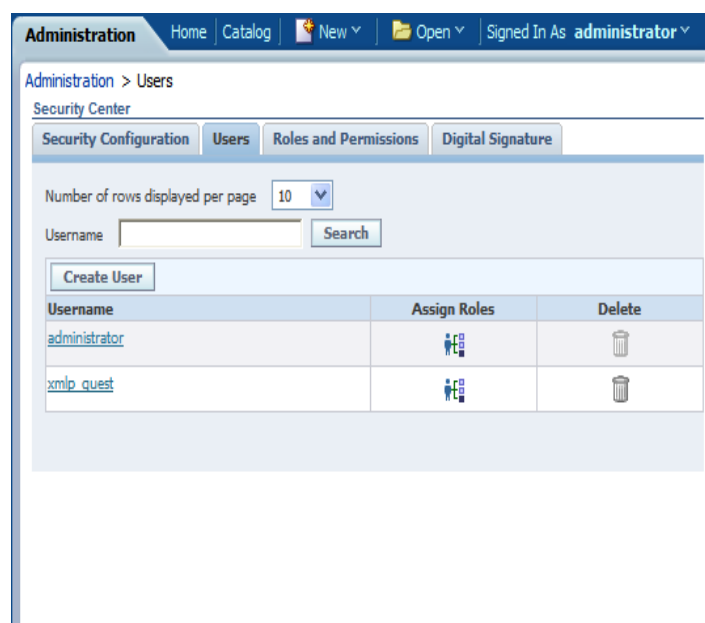 Administration Home Catalog New Open Signed In As administrator
Administration > Users
Security Center
Security Configuration Users Roles and Permissions Digital Signature
Number of rows displayed per page 10
Username Search
Create User
Username Assign Roles Delete
administrator
xmlp_guest